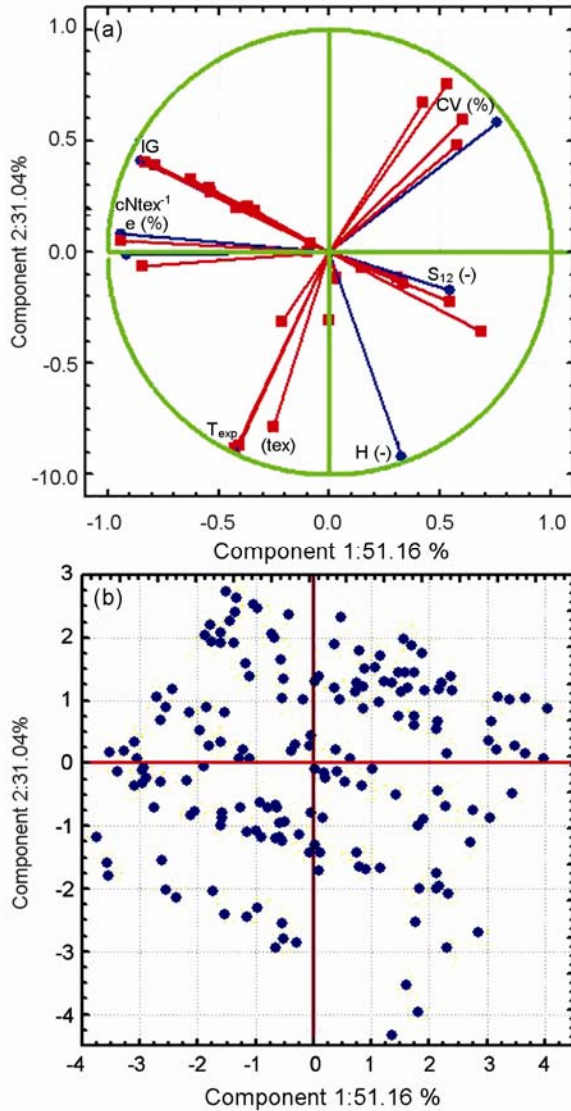 (a)
1.0
0.5
0.0
-0.5
-10.0
Component 2:31.04%
IG
CV (%)
cNtex-1
e (%)
S12 (-)
Texp
(tex)
H (-)
-1.0 -0.5 0.0 0.5 1.0
Component 1:51.16 %
(b)
3
2
1
0
-1
-2
-3
-4
Component 2:31.04%
-4 -3 -2 -1 0 1 2 3 4
Component 1:51.16 %